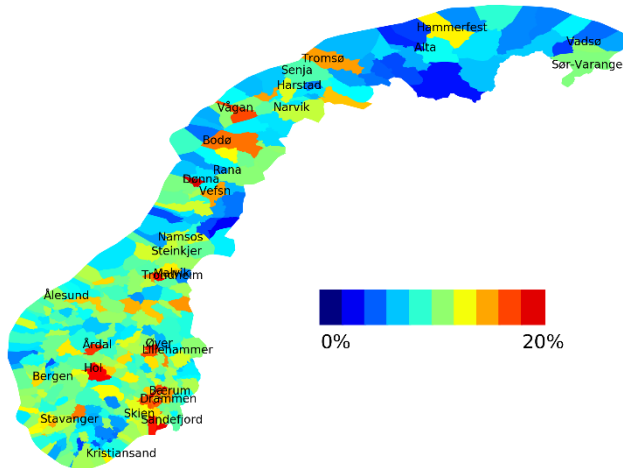 Hammerfest
Vadsø
Alta
Tromsø
Sør-Varange
Senja
Harstad
Vågan
Narvik
Bodø
Rana
Dønna
Vefsn
Namsos
Steinkjer
Malvik
Trondheim
Ålesund
Årdal
Øyer
Lillehammer
Hol
Bergen
Bærum
Drammen
Skien
Stavanger
Sandefjord
Kristiansand
0%
20%